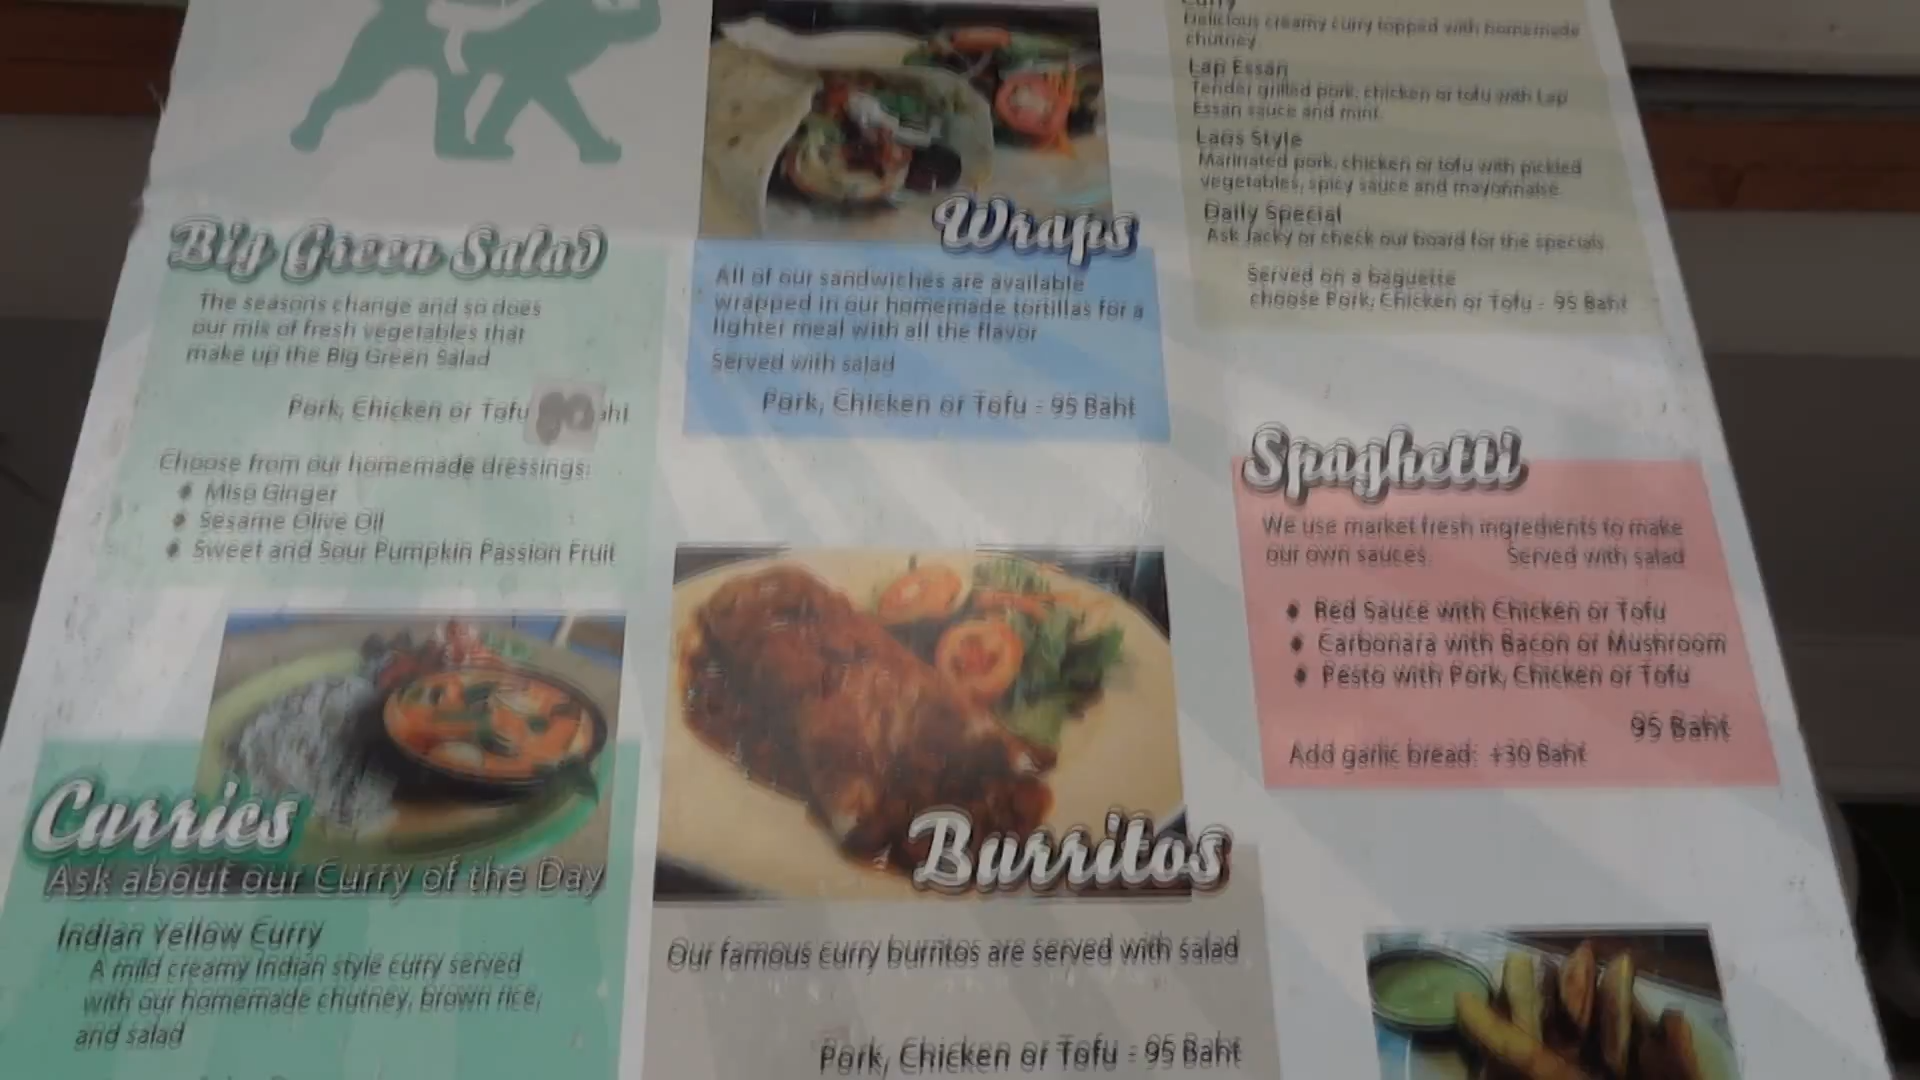 Big Green Salad
The seasons change and so does
our mix of fresh vegetables that
make up the Big Green Salad
Pork, Chicken or Tofu 90 aht
Choose from our homemade dressings:
Miso Ginger
Sesame Olive Oil
Sweet and Sour Pumpkin Passion Fruit
Curries
Ask about our Curry of the Day
Indian Yellow Curry
A mild creamy Indian style curry served
with our homemade chutney, brown rice,
and salad
Wraps
All of our sandwiches are available
wrapped in our homemade tortillas for a
lighter meal with all the flavor
Served with salad
Pork, Chicken or Tofu - 95 Baht
Burritos
Our famous curry burritos are served with salad
Pork, Chicken or Tofu - 95 Baht
Curry
Delicious creamy curry topped with homemade
chutney
Lap Essan
Tender grilled pork, chicken or tofu with Lap
Essan sauce and mint.
Laos Style
Marinated pork, chicken or tofu with pickled
vegetables, spicy sauce and mayonnaise
Daily Special
Ask Jacky or check our board for the specials
Served on a baguette
choose Pork, Chicken or Tofu - 95 Baht
Spaghetti
We use market fresh ingredients to make
our own sauces. Served with salad
Red Sauce with Chicken or Tofu
Carbonara with Bacon or Mushroom
Pesto with Pork, Chicken or Tofu
95 Baht
Add garlic bread: +30 Baht